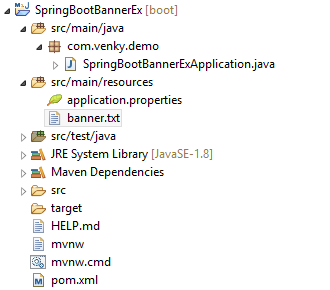 SpringBootBannerEx [boot]
src/main/java
com.venky.demo
SpringBootBannerExApplication.java
src/main/resources
application.properties
banner.txt
src/test/java
JRE System Library [JavaSE-1.8]
Maven Dependencies
src
target
HELP.md
mvnw
mvnw.cmd
pom.xml